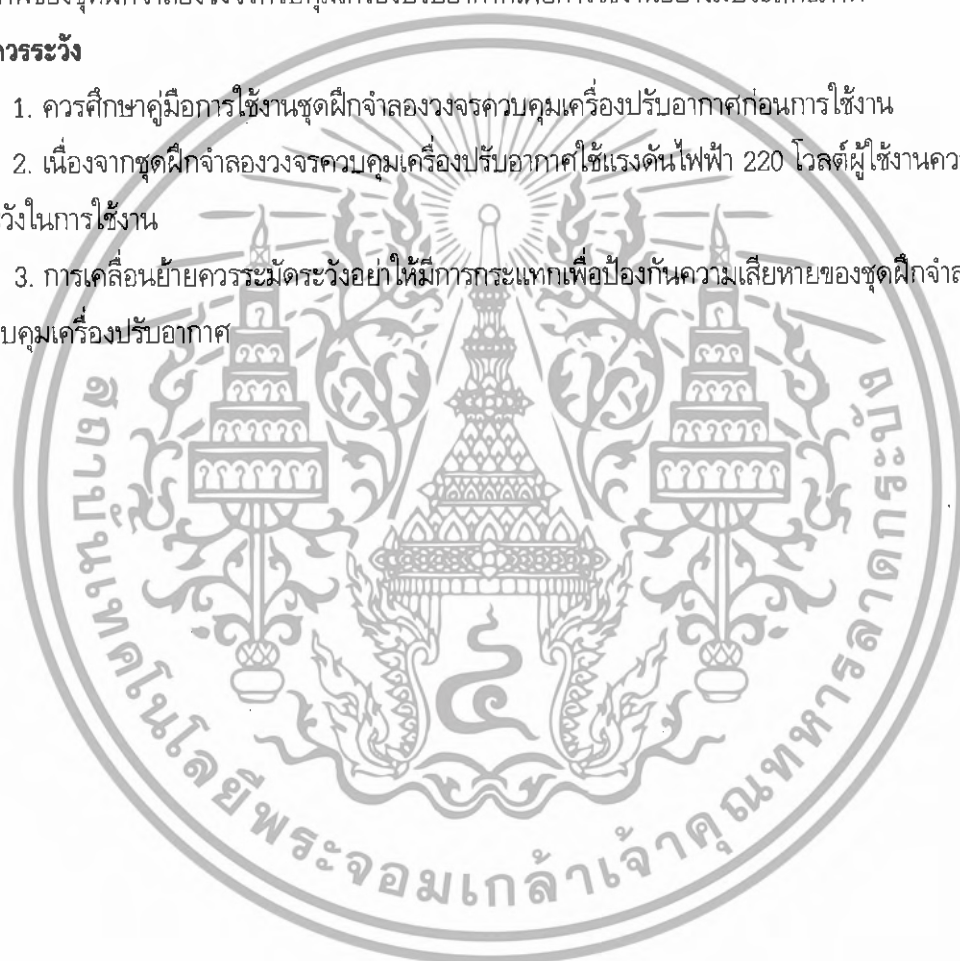 ควรระวัง
1. ควรศึกษาคู่มือการใช้งานชุดฝึกจำลองวงจรควบคุมเครื่องปรับอากาศก่อนการใช้งาน
2. เนื่องจากชุดฝึกจำลองวงจรควบคุมเครื่องปรับอากาศใช้แรงดันไฟฟ้า 220 โวลต์ผู้ใช้งานควร
วังในการใช้งาน
3. การเคลื่อนย้ายควรระมัดระวังอย่าให้มีการกระแทกเพื่อป้องกันความเสียหายของชุดฝึกจำล
บคุมเครื่องปรับอากาศ
สถาบันเทคโนโลยีพระจอมเกล้าเจ้าคุณทหารลาดกระบัง
๔